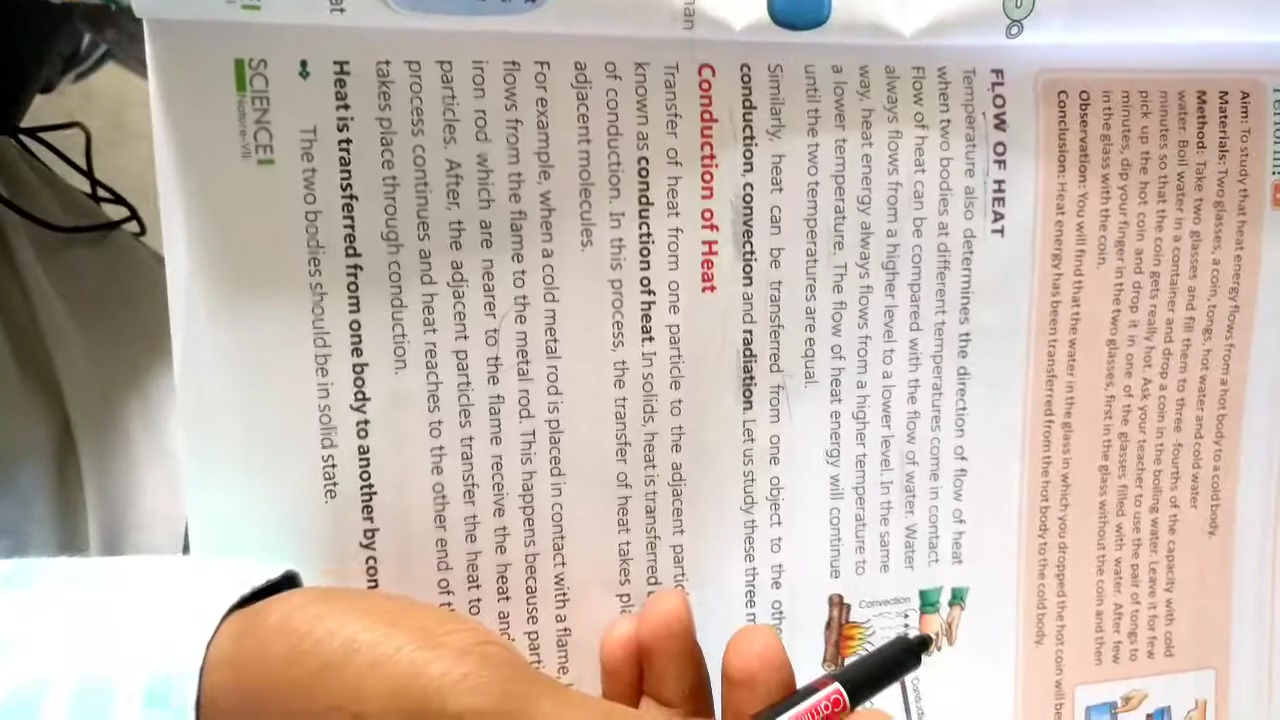 Aim: To study that heat energy flows from a hot body to a cold body.
Materials: Two glasses, a coin, tongs, hot water and cold water
Method: Take two glasses and fill them to three -fourths of the capacity with cold
water. Boil water in a container and drop a coin in the boiling water. Leave it for few
minutes so that the coin gets really hot. Ask your teacher to use the pair of tongs to
pick up the hot coin and drop it in one of the glasses filled with water. After few
minutes, dip your finger in the two glasses, first in the glass without the coin and then
in the glass with the coin.
Observation: You will find that the water in the glass in which you dropped the hot coin will be
Conclusion: Heat energy has been transferred from the hot body to the cold body.
FLOW OF HEAT
Temperature also determines the direction of flow of heat
when two bodies at different temperatures come in contact.
Flow of heat can be compared with the flow of water. Water
always flows from a higher level to a lower level. In the same
way, heat energy always flows from a higher temperature to
a lower temperature. The flow of heat energy will continue
until the two temperatures are equal.
Convection
Similarly, heat can be transferred from one object to the
conduction, convection and radiation. Let us study these three
Conduction of Heat
Transfer of heat from one particle to the adjacent
known as conduction of heat. In solids, heat is transferred
of conduction. In this process, the transfer of heat takes
adjacent molecules.
For example, when a cold metal rod is placed in contact with a flame,
flows from the flame to the metal rod. This happens because
iron rod which are nearer to the flame receive the heat and
particles. After, the adjacent particles transfer the heat to
process continues and heat reaches to the other end of
takes place through conduction.
Heat is transferred from one body to another by
The two bodies should be in solid state.
SCIENCE
Nature-VII